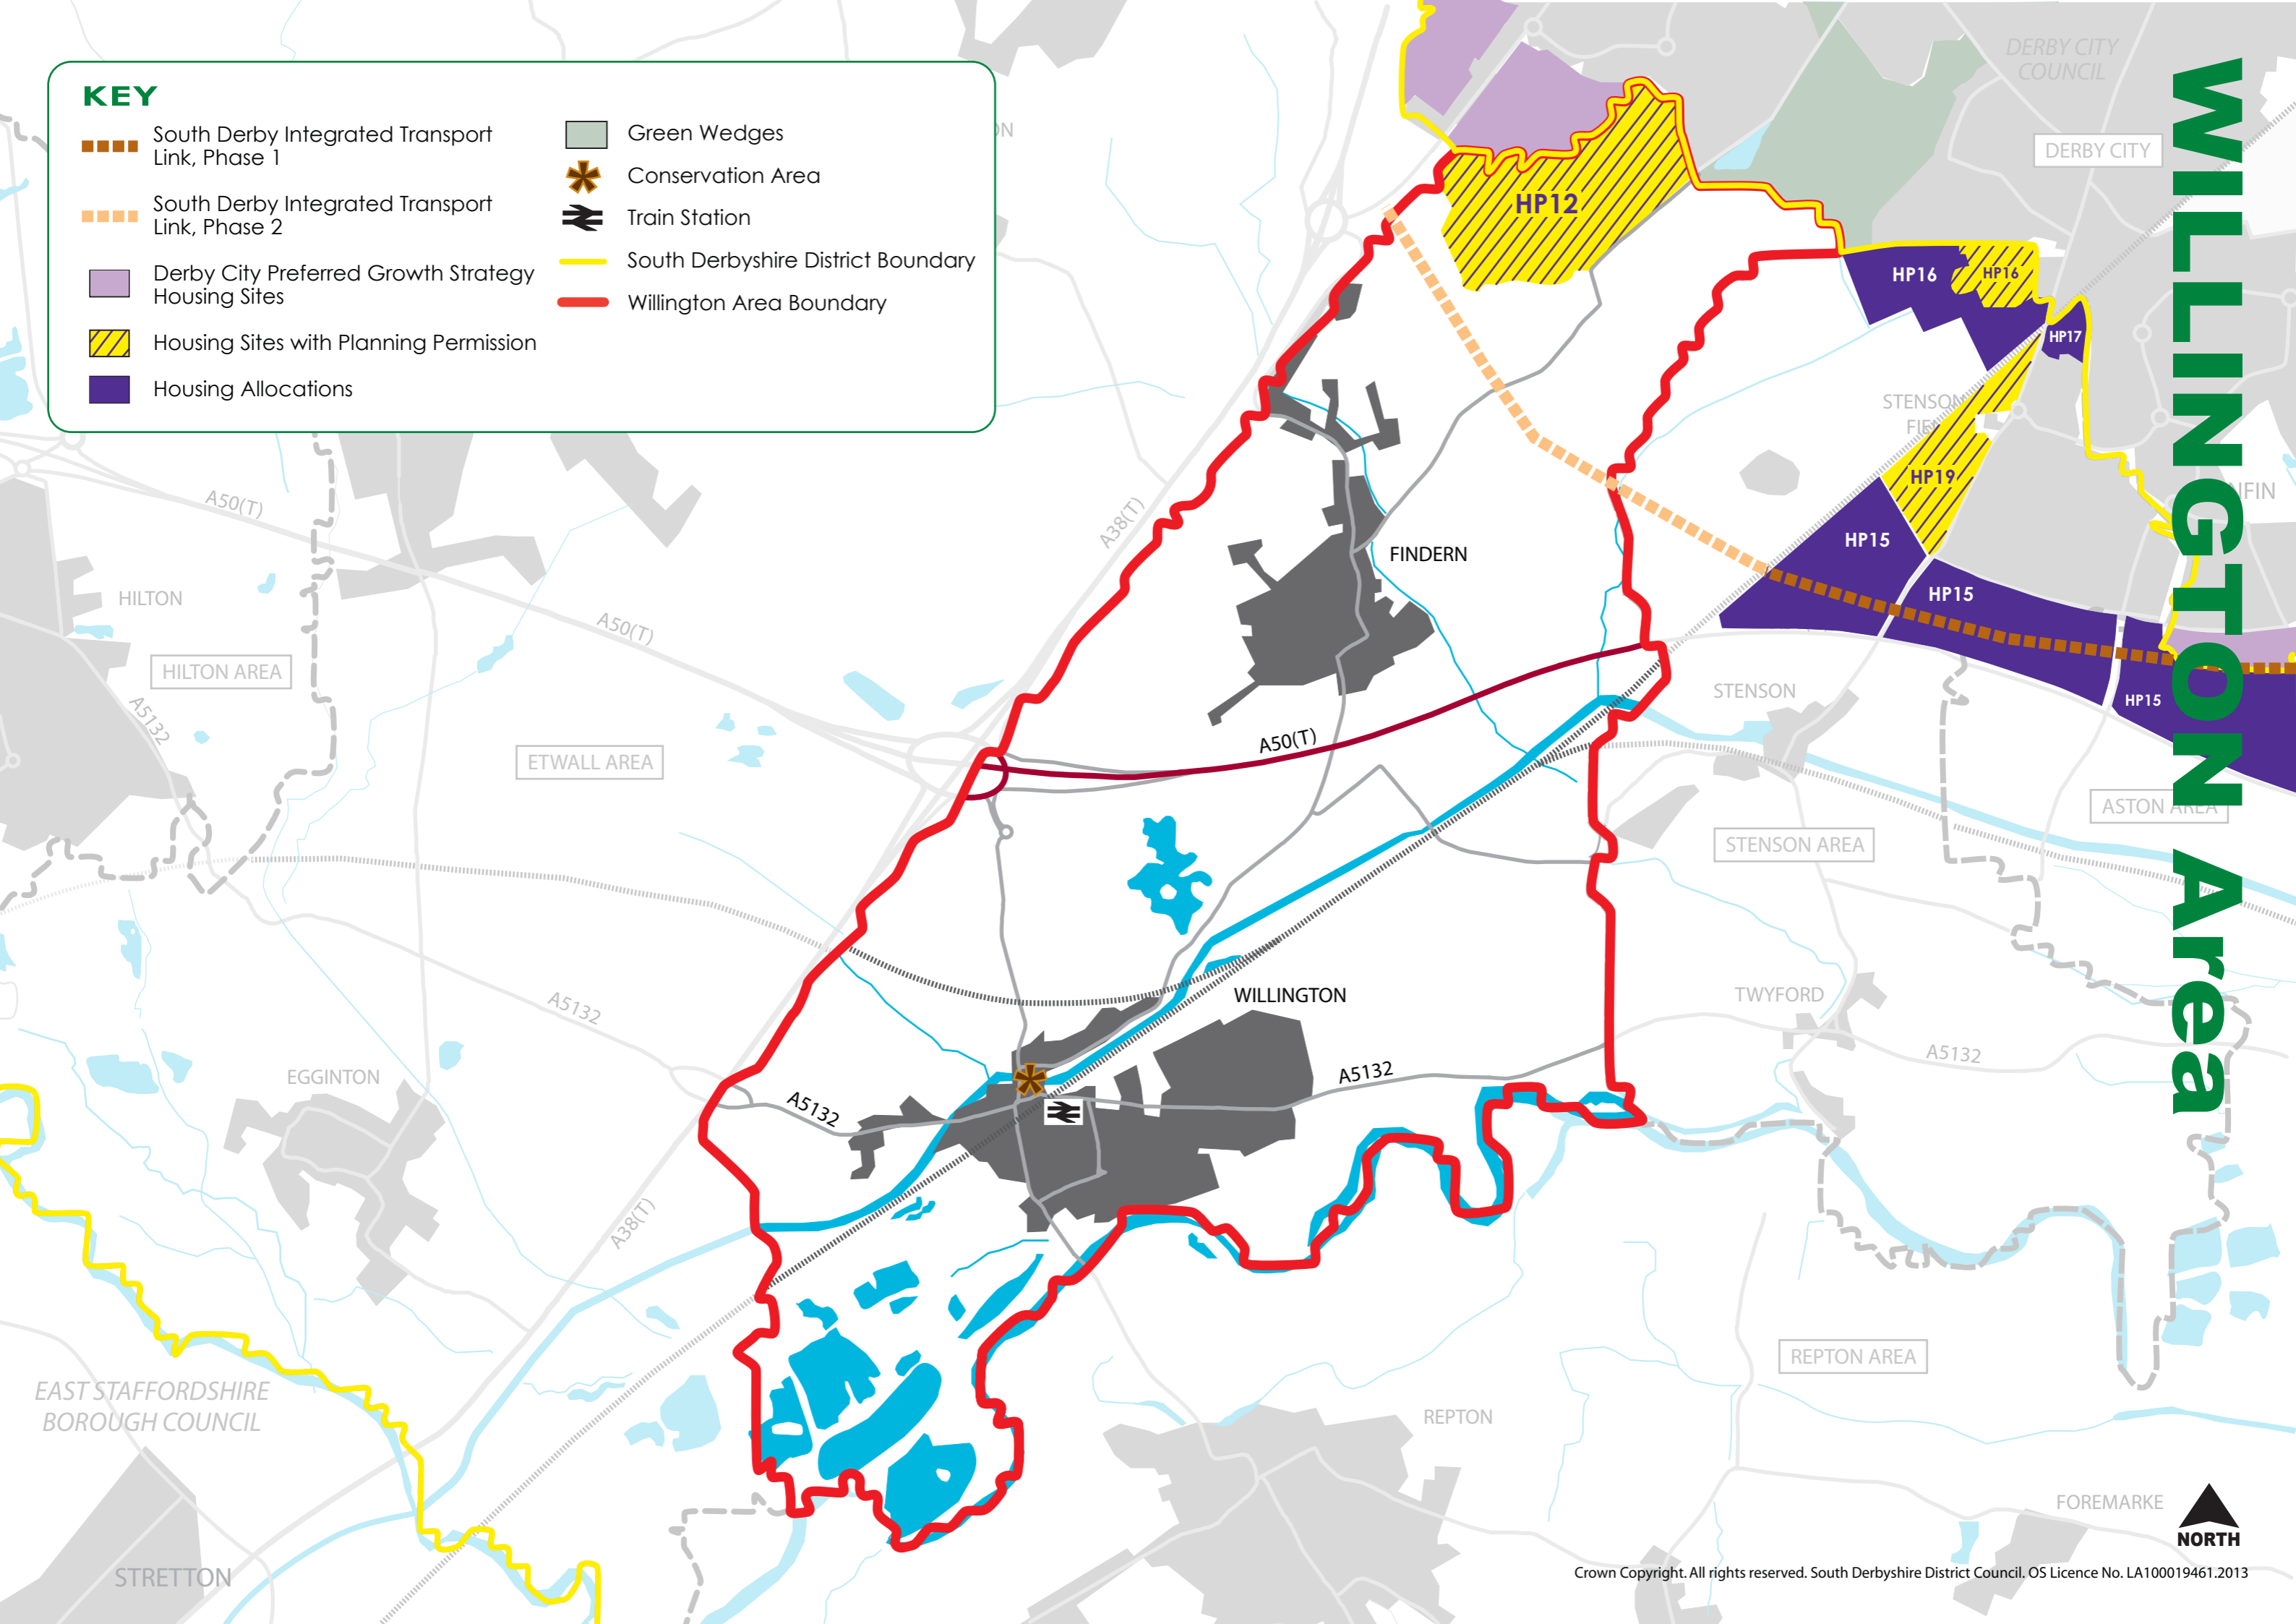 KEY
South Derby Integrated Transport
Link, Phase 1
South Derby Integrated Transport
Link, Phase 2
Derby City Preferred Growth Strategy
Housing Sites
Housing Sites with Planning Permission
Housing Allocations
Green Wedges
Conservation Area
Train Station
South Derbyshire District Boundary
Willington Area Boundary
WILLINGTON Area
DERBY CITY
COUNCIL
DERBY CITY
HP12
HP16
HP16
HP17
STENSON
HP19
HP15
HP15
HP15
A50(T)
A38(T)
FINDERN
HILTON
A50(T)
HILTON AREA
A5132
ETWALL AREA
A50(T)
STENSON
ASTON AREA
STENSON AREA
WILLINGTON
TWYFORD
A5132
A5132
A5132
A5132
EGGINTON
A38(T)
REPTON AREA
EAST STAFFORDSHIRE
BOROUGH COUNCIL
REPTON
FOREMARKE
STRETTON
NORTH
Crown Copyright. All rights reserved. South Derbyshire District Council. OS Licence No. LA100019461.2013